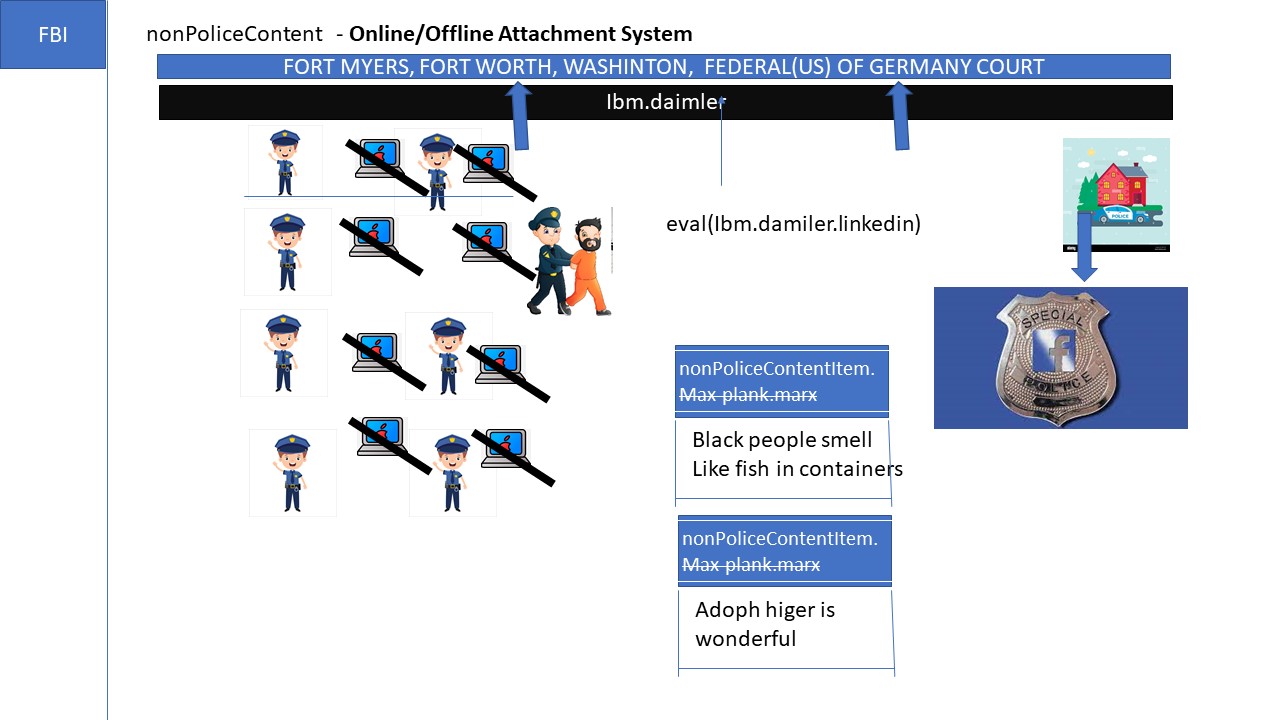 FBI
nonPoliceContent - Online/Offline Attachment System
FORT MYERS, FORT WORTH, WASHINTON, FEDERAL(US) OF GERMANY COURT
Ibm.daimler
eval(Ibm.damiler.linkedin)
POLICE
SPECIAL
f
POLICE
nonPoliceContentItem.
Max-plank.marx
Black people smell
Like fish in containers
nonPoliceContentItem.
Max-plank.marx
Adoph higer is
wonderful